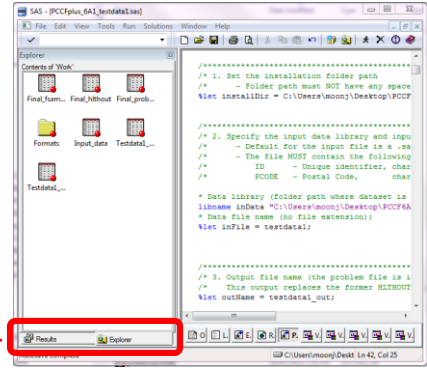 SAS - [PCCFplus_6A1_testdata1.sas]
File Edit View Tools Run Solutions Window Help
Explorer
Contents of 'Work'
Final_fsam... Final_hlthout Final_prob...
Formats Input_data Testdata1_...
Testdata1_...
/* 1. Set the installation folder path
/* - Folder path must NOT have any space
%let installDir = C:\Users\moonj\Desktop\PCCF
/* 2. Specify the input data library and inpu
/* - Default for the input file is a .sa
/* - The file MUST contain the following
/* ID - Unique identifier, char
/* PCODE - Postal Code, char
* Data library (folder path where dataset is
libname inData "C:\Users\moonj\Desktop\PCCF6A
* Data file name (no file extension);
%let inFile = testdata1;
/* 3. Output file name (the problem file is i
/* This output replaces the former HLTHOUT
%let outName = testdata1_out;
Results Explorer
O L. E. R P. V. V. V. V. V.
C:\Users\moonj\Deskt Ln 42, Col 25